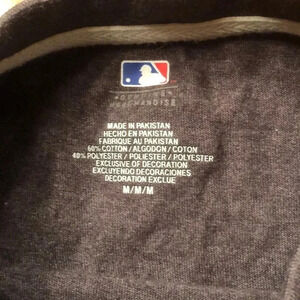 MERCHANDISE
MADE IN PAKISTAN
HECHO EN PAKISTAN
FABRIQUE AU PAKISTAN
60% COTTON / ALGODON / COTON
40% POLYESTER / POLIESTER / POLYESTER
EXCLUSIVE OF DECORATION
EXCLUYENDO DECORACIONES
DECORATION EXCLUE
M/M/M